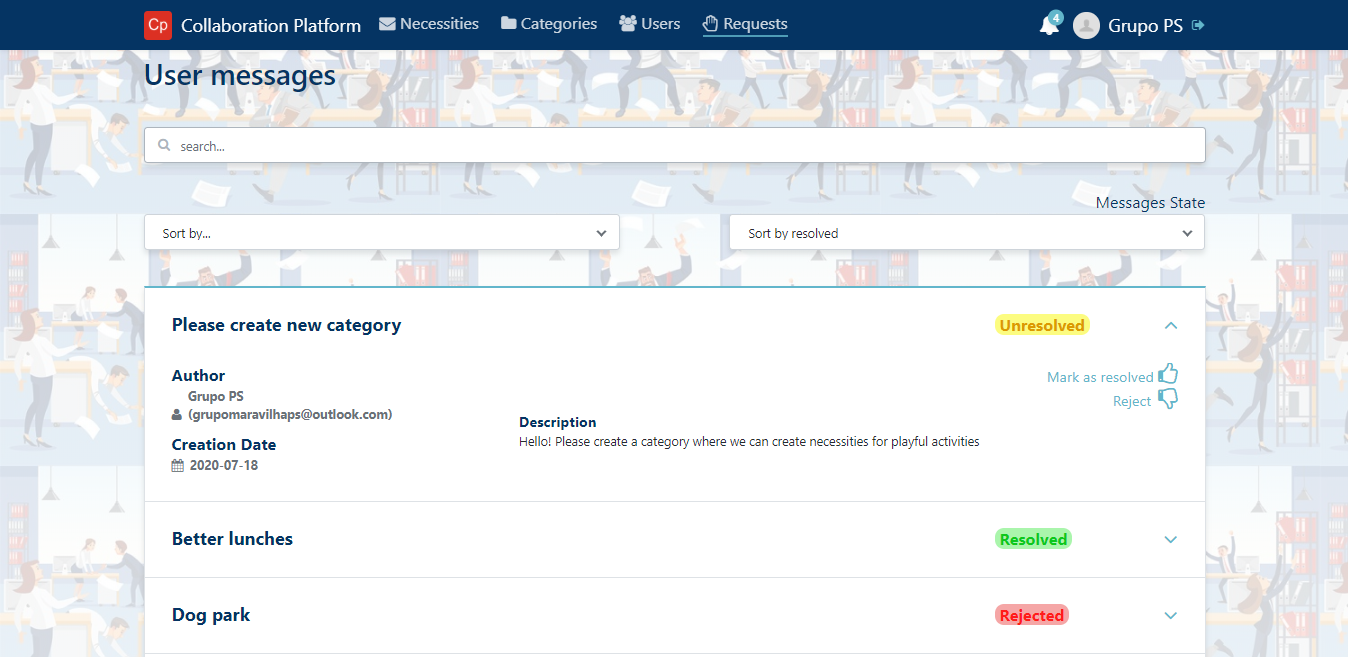 Cp Collaboration Platform Necessities Categories Users Requests 4 Grupo PS
User messages
search...
Messages State
Sort by... Sort by resolved
Please create new category Unresolved
Author
Grupo PS
(grupomaravilhaps@outlook.com)
Creation Date
2020-07-18
Description
Hello! Please create a category where we can create necessities for playful activities
Mark as resolved
Reject
Better lunches Resolved
Dog park Rejected